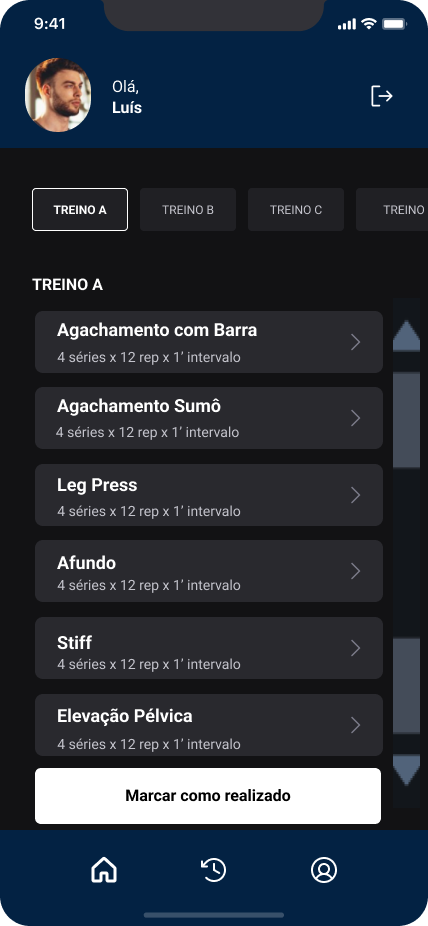 9:41
Olá,
Luís
TREINO A
TREINO B
TREINO C
TREINO
TREINO A
Agachamento com Barra
4 séries x 12 rep x 1’ intervalo
Agachamento Sumô
4 séries x 12 rep x 1’ intervalo
Leg Press
4 séries x 12 rep x 1’ intervalo
Afundo
4 séries x 12 rep x 1’ intervalo
Stiff
4 séries x 12 rep x 1’ intervalo
Elevação Pélvica
4 séries x 12 rep x 1’ intervalo
Marcar como realizado